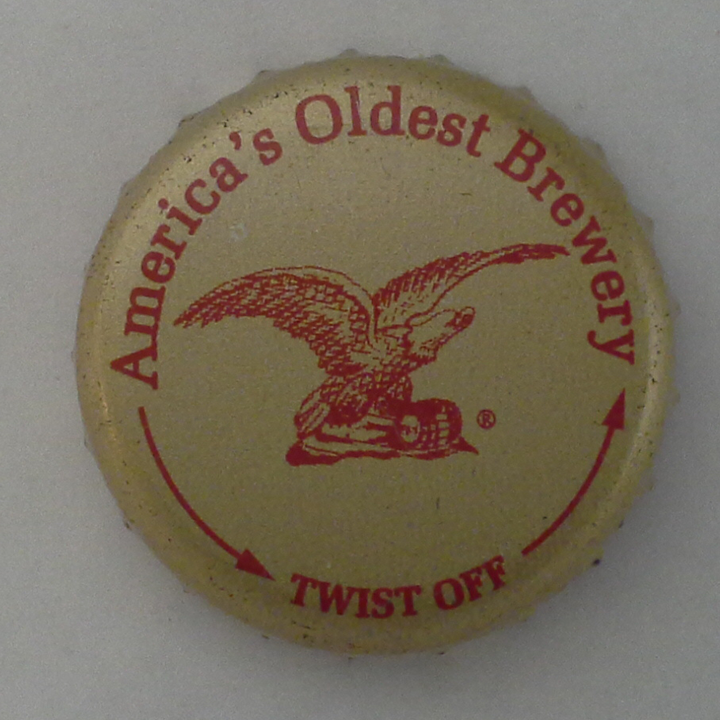 America's Oldest Brewery
®
TWIST OFF